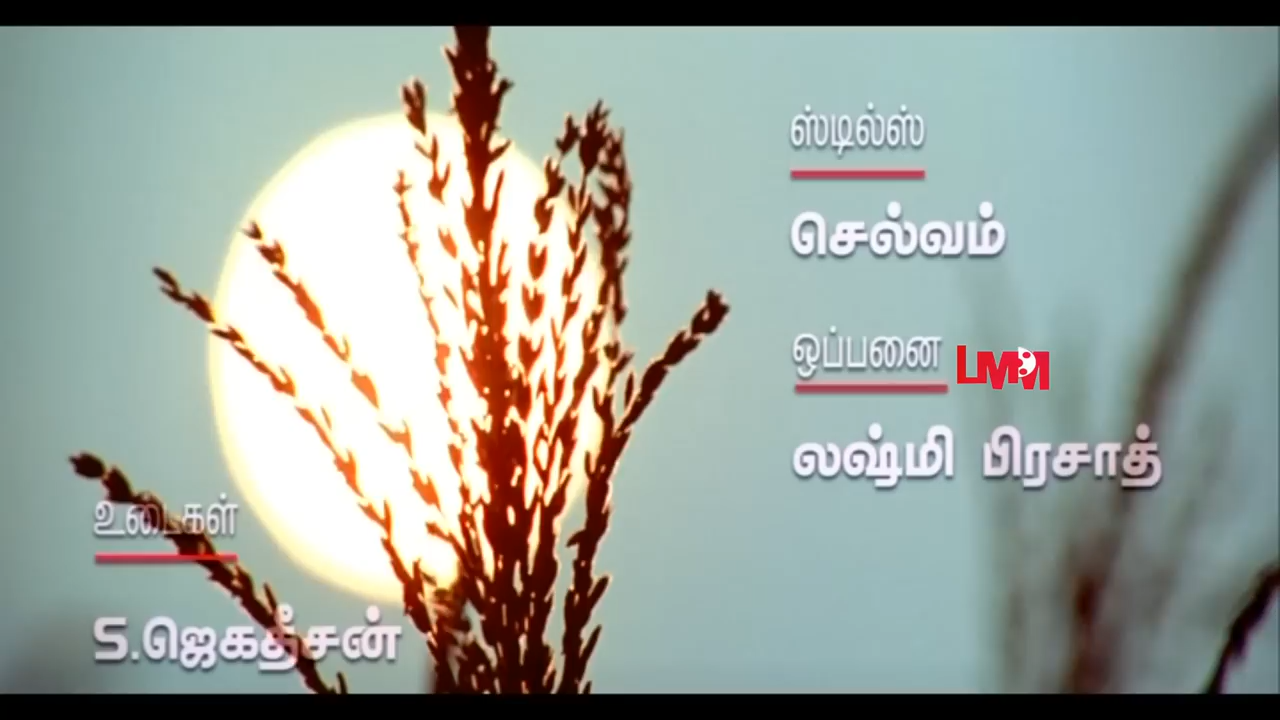 ஸ்டில்ஸ்
செல்வம்
ஒப்பனை
LMM
லஷ்மி பிரசாத்
உடைகள்
S.ஜெகதீசன்